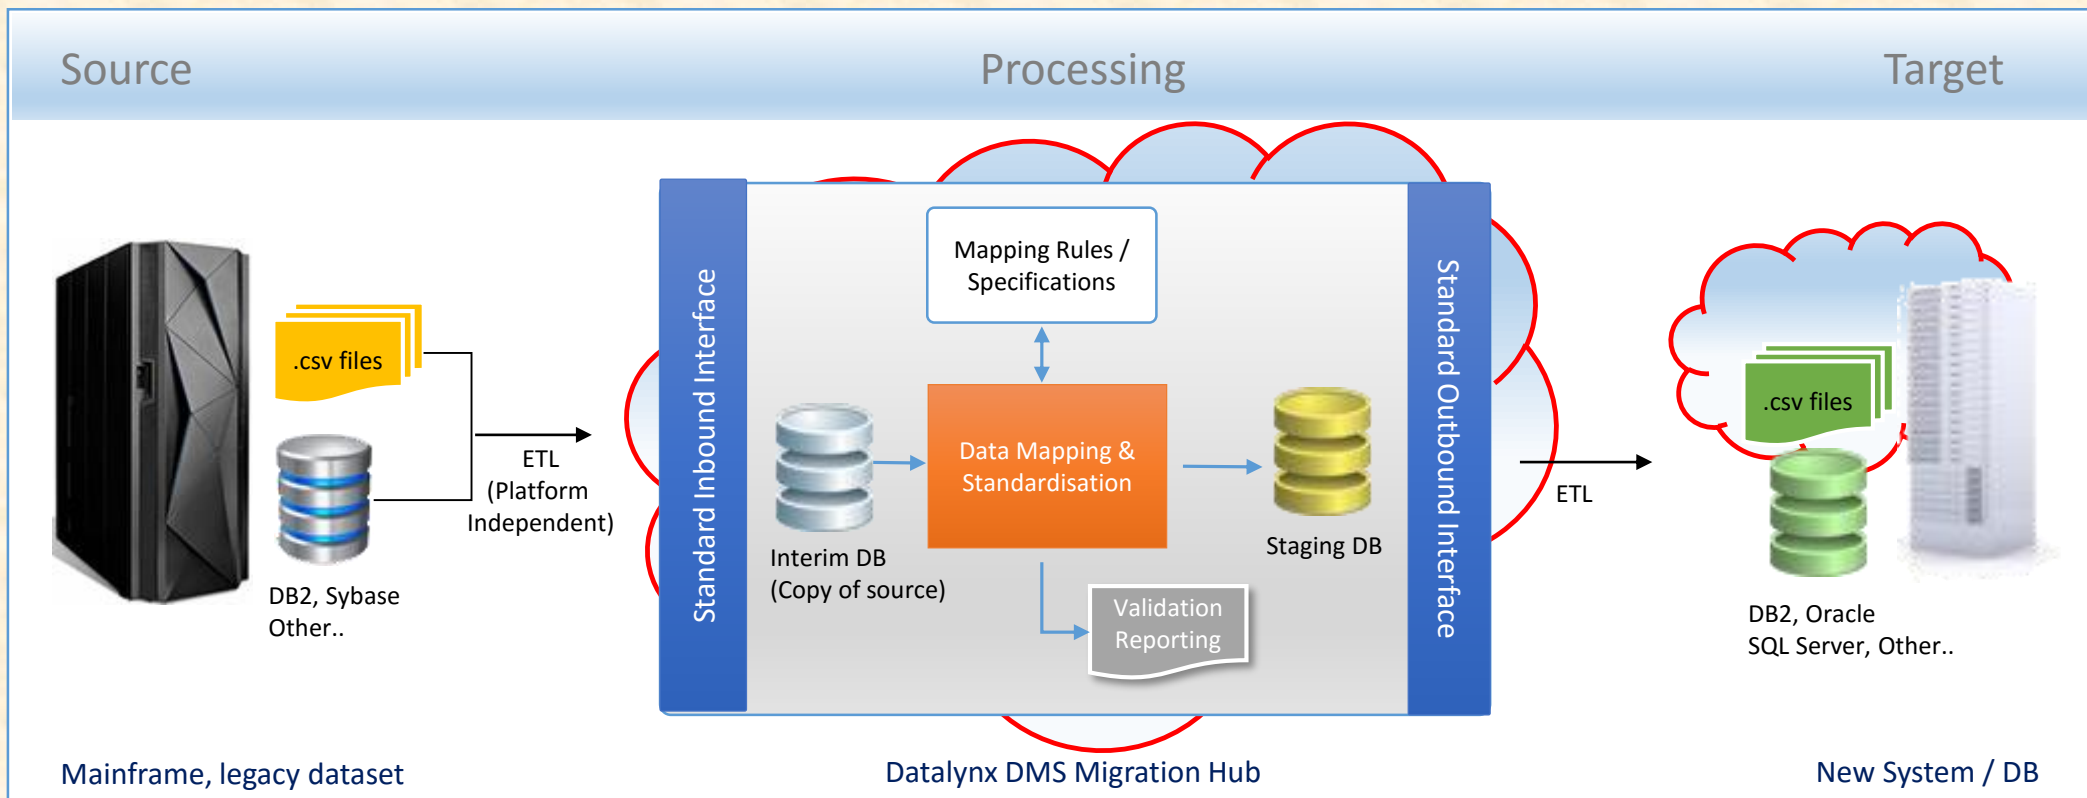 Source
Processing
Target
.csv files
DB2, Sybase
Other..
ETL
(Platform
Independent)
Standard Inbound Interface
Mapping Rules /
Specifications
Interim DB
(Copy of source)
Data Mapping &
Standardisation
Validation
Reporting
Staging DB
Standard Outbound Interface
ETL
.csv files
DB2, Oracle
SQL Server, Other..
Mainframe, legacy dataset
Datalynx DMS Migration Hub
New System / DB